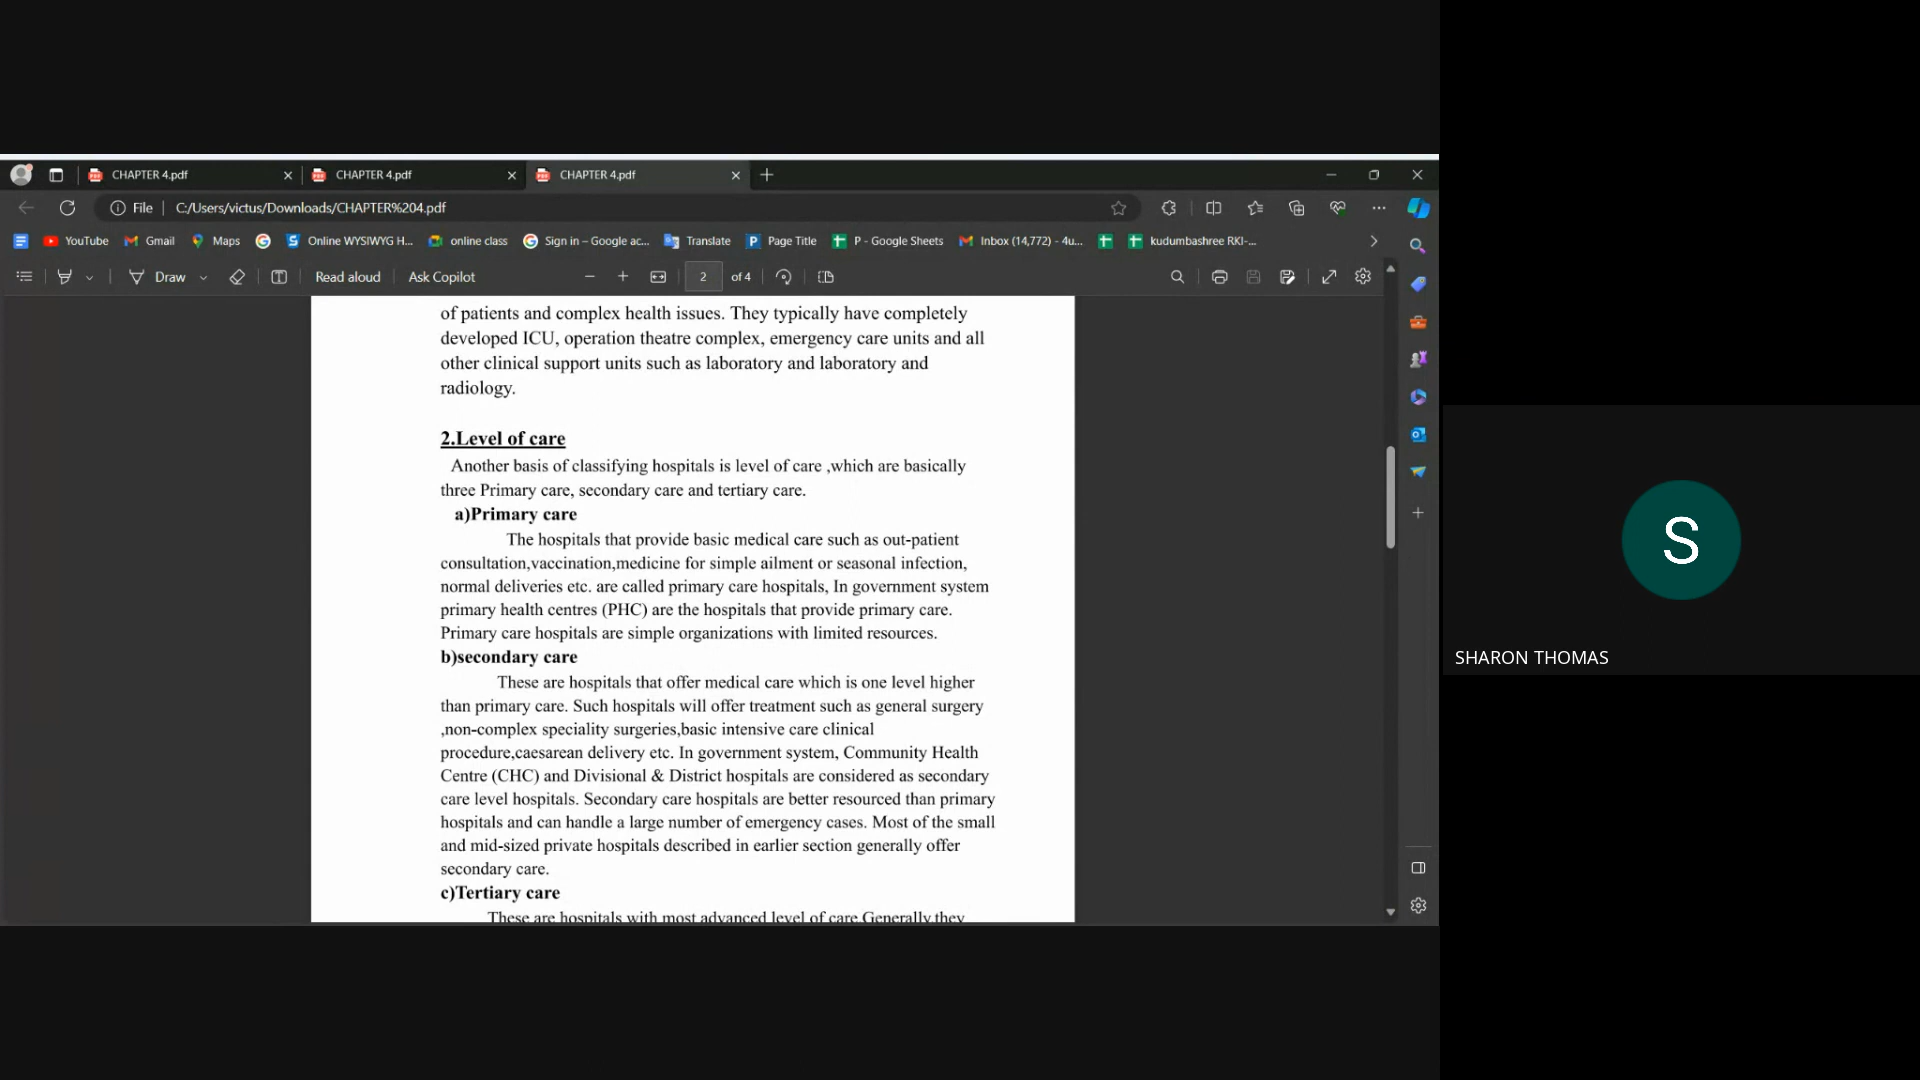 CHAPTER 4.pdf
CHAPTER 4.pdf
CHAPTER 4.pdf
File
C:/Users/victus/Downloads/CHAPTER%204.pdf
YouTube
Gmail
Maps
Online WYSIWYG H...
online class
Sign in – Google ac...
Translate
Page Title
P - Google Sheets
Inbox (14,772) - 4u...
kudumbashree RKI-...
Draw
Read aloud
Ask Copilot
2 of 4
of patients and complex health issues. They typically have completely
developed ICU, operation theatre complex, emergency care units and all
other clinical support units such as laboratory and laboratory and
radiology.
2.Level of care
Another basis of classifying hospitals is level of care ,which are basically
three Primary care, secondary care and tertiary care.
a)Primary care
The hospitals that provide basic medical care such as out-patient
consultation,vaccination,medicine for simple ailment or seasonal infection,
normal deliveries etc. are called primary care hospitals, In government system
primary health centres (PHC) are the hospitals that provide primary care.
Primary care hospitals are simple organizations with limited resources.
b)secondary care
These are hospitals that offer medical care which is one level higher
than primary care. Such hospitals will offer treatment such as general surgery
,non-complex speciality surgeries,basic intensive care clinical
procedure,caesarean delivery etc. In government system, Community Health
Centre (CHC) and Divisional & District hospitals are considered as secondary
care level hospitals. Secondary care hospitals are better resourced than primary
hospitals and can handle a large number of emergency cases. Most of the small
and mid-sized private hospitals described in earlier section generally offer
secondary care.
c)Tertiary care
These are hospitals with most advanced level of care.Generally,they
S
SHARON THOMAS